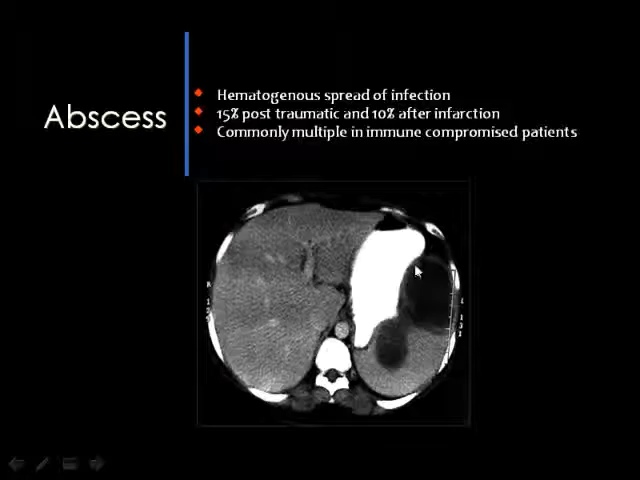 Abscess
Hematogenous spread of infection
15% post traumatic and 10% after infarction
Commonly multiple in immune compromised patients